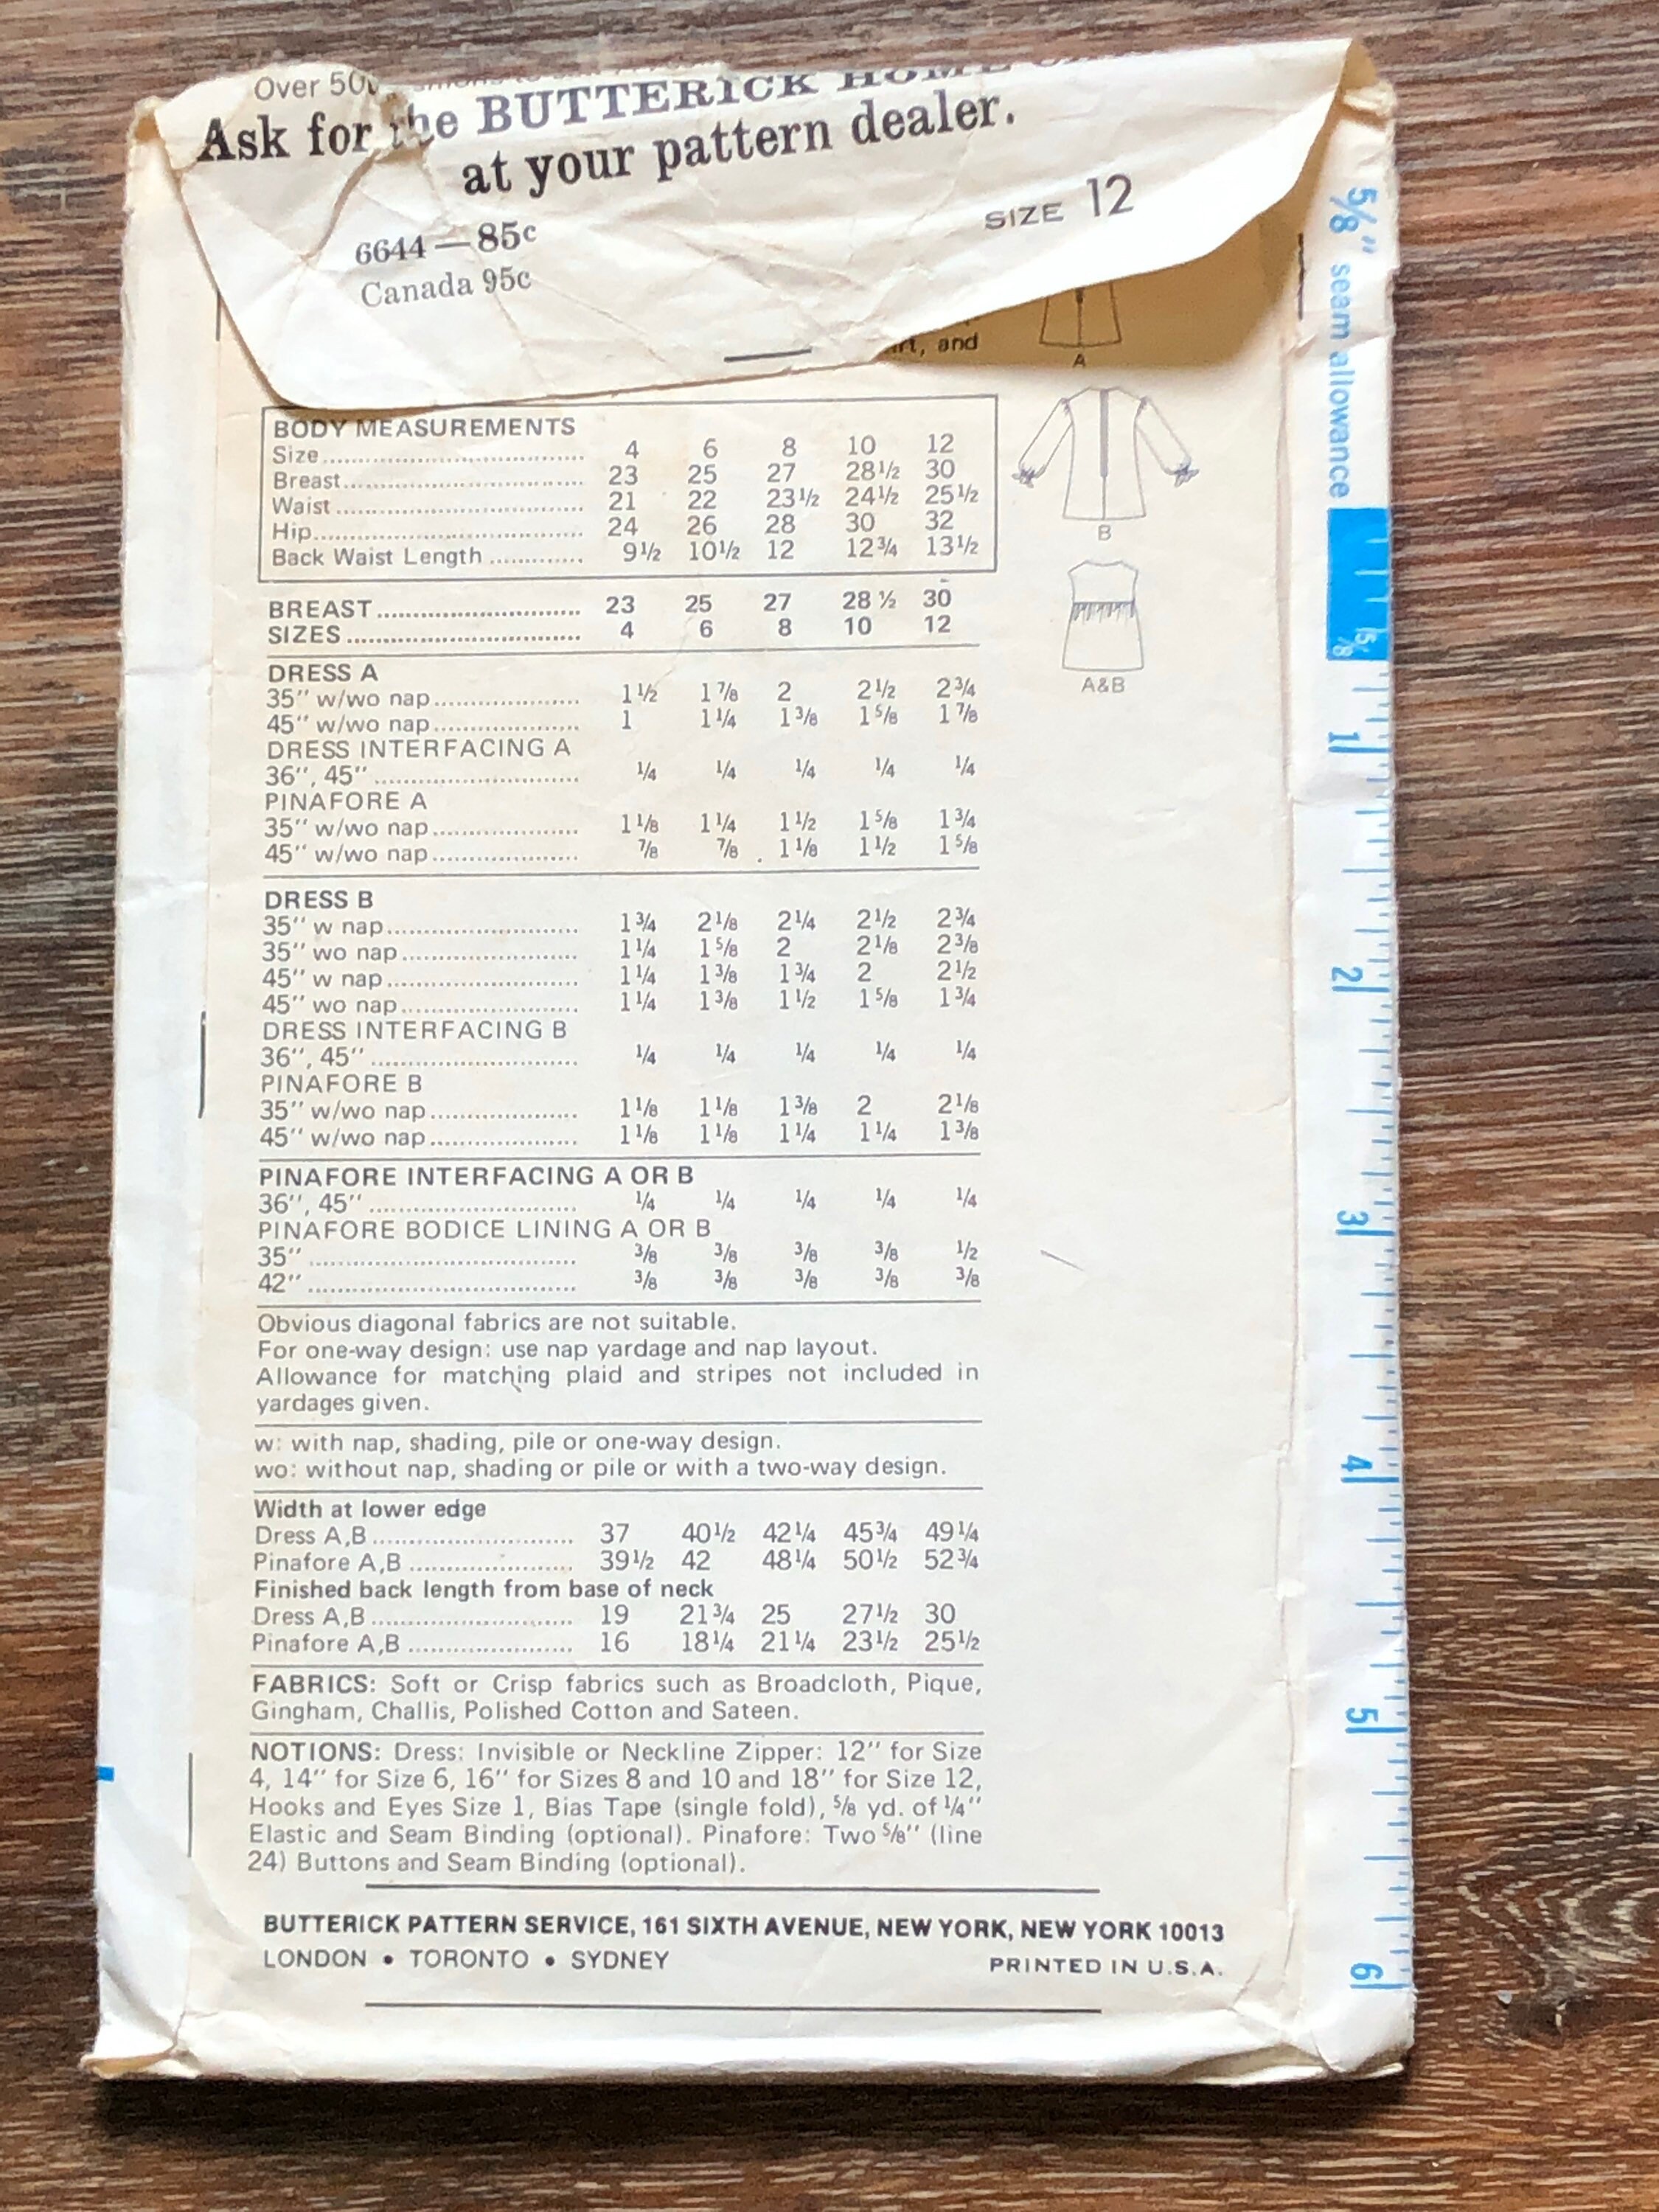 Over 50
Ask for the BUTTERICK HOME
at your pattern dealer.
SIZE 12
6644—85c
Canada 95c
and
A
B
A&B
BODY MEASUREMENTS
Size 4 6 8 10 12
Breast 23 25 27 28½ 30
Waist 21 22 23½ 24½ 25½
Hip 24 26 28 30 32
Back Waist Length 9½ 10½ 12 12¾ 13½
BREAST 23 25 27 28 ½ 30
SIZES 4 6 8 10 12
DRESS A
35" w/wo nap 1½ 1⅞ 2 2½ 2¾
45" w/wo nap 1 1¼ 1⅜ 1⅝ 1⅞
DRESS INTERFACING A
36", 45" ¼ ¼ ¼ ¼ ¼
PINAFORE A
35" w/wo nap 1⅛ 1¼ 1½ 1⅝ 1¾
45" w/wo nap ⅞ ⅞ 1⅛ 1½ 1⅝
DRESS B
35" w nap 1¾ 2⅛ 2¼ 2½ 2¾
35" wo nap 1¼ 1⅝ 2 2⅛ 2⅜
45" w nap 1¼ 1⅜ 1¾ 2 2½
45" wo nap 1¼ 1⅜ 1½ 1⅝ 1¾
DRESS INTERFACING B
36", 45" ¼ ¼ ¼ ¼ ¼
PINAFORE B
35" w/wo nap 1⅛ 1⅛ 1⅜ 2 2⅛
45" w/wo nap 1⅛ 1⅛ 1¼ 1¼ 1⅜
PINAFORE INTERFACING A OR B
36", 45" ¼ ¼ ¼ ¼ ¼
PINAFORE BODICE LINING A OR B
35" ⅜ ⅜ ⅜ ⅜ ½
42" ⅜ ⅜ ⅜ ⅜ ⅜
Obvious diagonal fabrics are not suitable.
For one-way design: use nap yardage and nap layout.
Allowance for matching plaid and stripes not included in
yardages given.
w: with nap, shading, pile or one-way design.
wo: without nap, shading or pile or with a two-way design.
Width at lower edge
Dress A,B 37 40½ 42¼ 45¾ 49¼
Pinafore A,B 39½ 42 48¼ 50½ 52¾
Finished back length from base of neck
Dress A,B 19 21¾ 25 27½ 30
Pinafore A,B 16 18¼ 21¼ 23½ 25½
FABRICS: Soft or Crisp fabrics such as Broadcloth, Pique,
Gingham, Challis, Polished Cotton and Sateen.
NOTIONS: Dress: Invisible or Neckline Zipper: 12" for Size
4, 14" for Size 6, 16" for Sizes 8 and 10 and 18" for Size 12,
Hooks and Eyes Size 1, Bias Tape (single fold), ⅝ yd. of ¼"
Elastic and Seam Binding (optional). Pinafore: Two ⅝" (line
24) Buttons and Seam Binding (optional).
BUTTERICK PATTERN SERVICE, 161 SIXTH AVENUE, NEW YORK, NEW YORK 10013
LONDON • TORONTO • SYDNEY
PRINTED IN U.S.A.
⅝" seam allowance
⅝
1
2
3
4
5
6